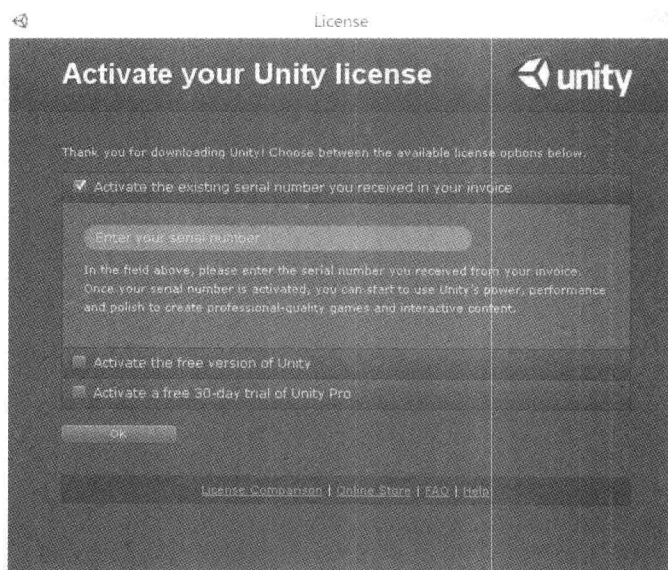 License
Activate your Unity license
unity
Thank you for downloading Unity! Choose between the available license options below.
Activate the existing serial number you received in your invoice
Enter your serial number
In the field above, please enter the serial number you received from your invoice.
Once your serial number is activated, you can start to use Unity's power, performance
and polish to create professional-quality games and interactive content.
Activate the free version of Unity
Activate a free 30-day trial of Unity Pro
OK
License Comparison | Online Store | FAQ | Help